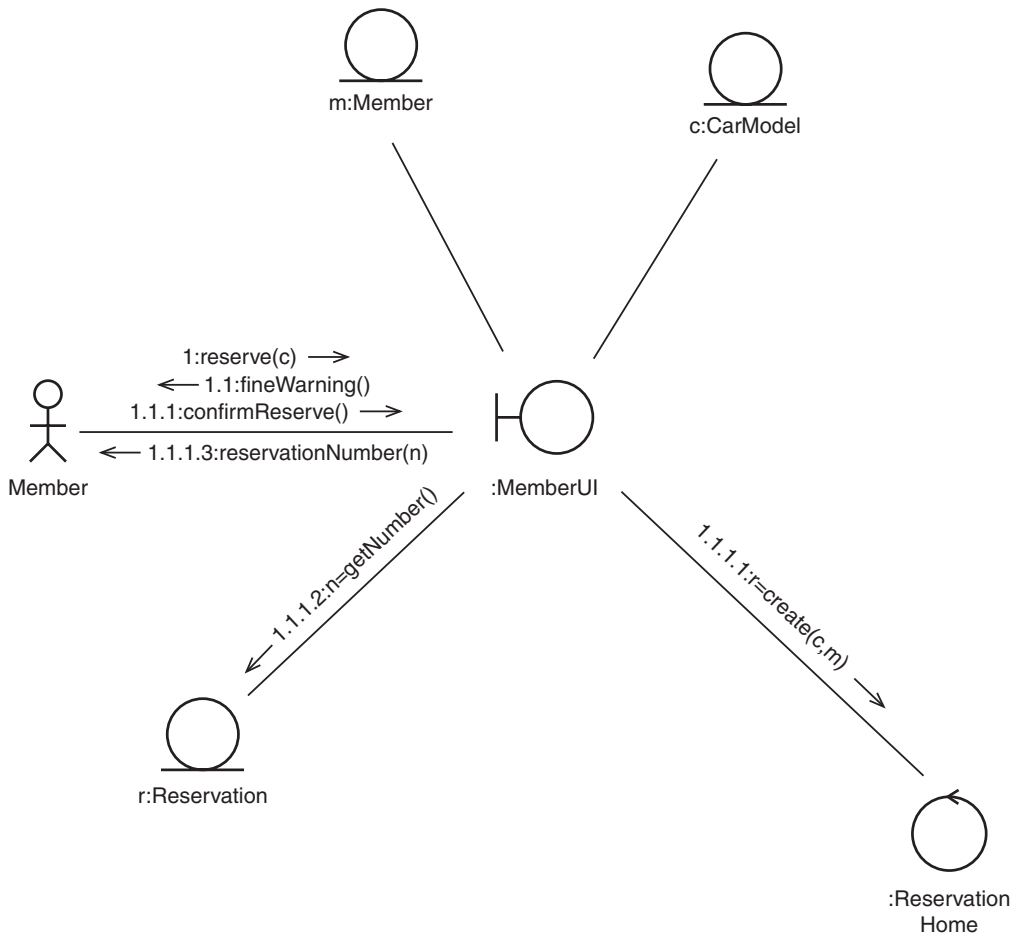 m:Member
c:CarModel
1:reserve(c)
1.1:fineWarning()
1.1.1:confirmReserve()
1.1.1.3:reservationNumber(n)
Member
:MemberUI
1.1.1.2:n=getNumber()
1.1.1.1:r=create(c,m)
r:Reservation
:Reservation
Home